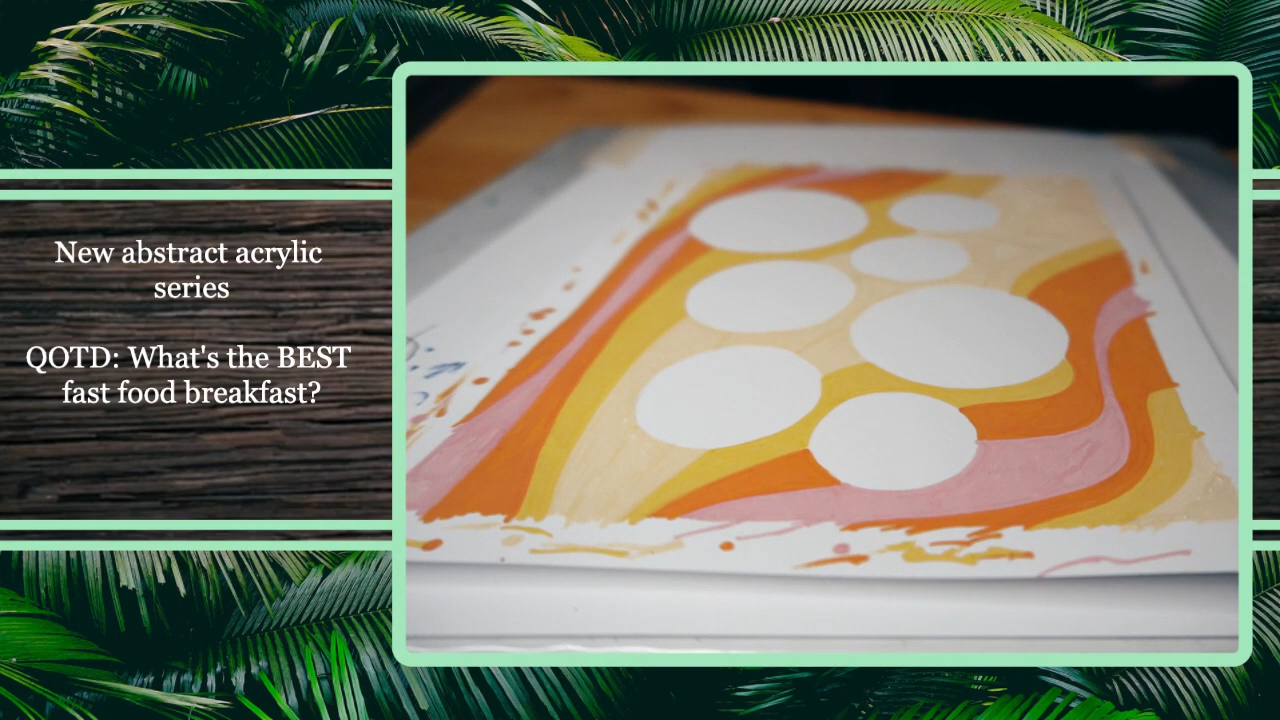 New abstract acrylic
series
QOTD: What's the BEST
fast food breakfast?